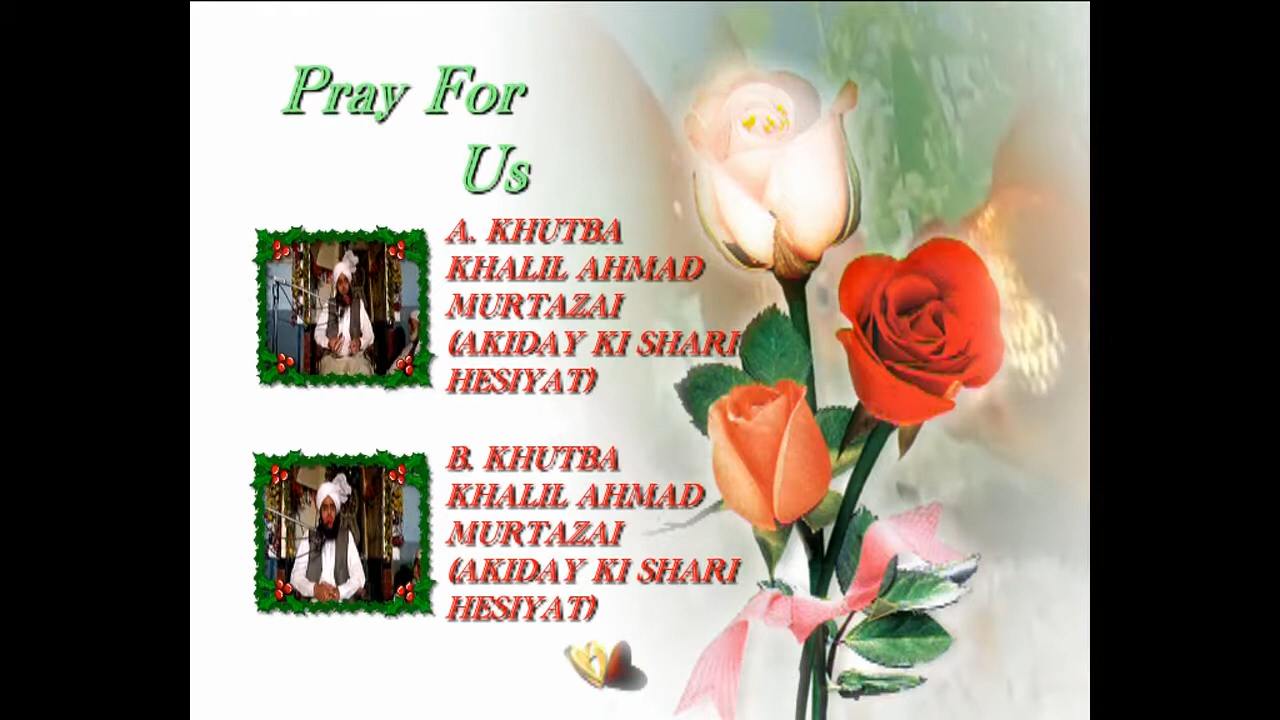 Pray For
Us
A. KHUTBA
KHALIL AHMAD
MURTAZAI
(AKIDAY KI SHARI
HESIYAT)
B. KHUTBA
KHALIL AHMAD
MURTAZAI
(AKIDAY KI SHARI
HESIYAT)